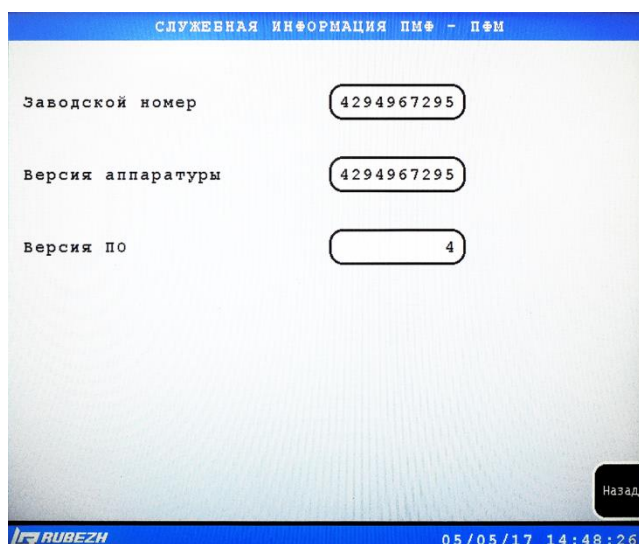 СЛУЖЕБНАЯ ИНФОРМАЦИЯ ПМФ - ПФМ
Заводской номер 4294967295
Версия аппаратуры 4294967295
Версия ПО 4
Назад
RUBEZH 05/05/17 14:48:26